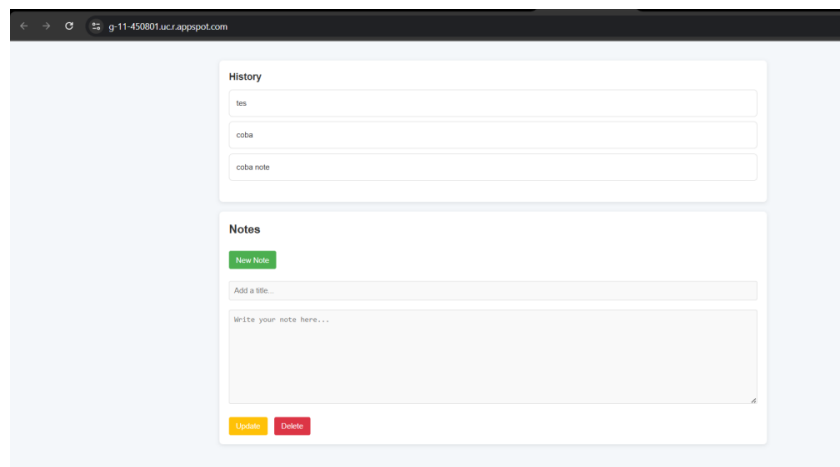 g-11-450801.uc.r.appspot.com
History
tes
coba
coba note
Notes
New Note
Add a title...
Write your note here...
Update Delete